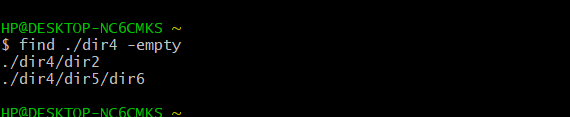 HP@DESKTOP-NC6CMKS ~
$ find ./dir4 -empty
./dir4/dir2
./dir4/dir5/dir6
HP@DESKTOP-NC6CMKS ~